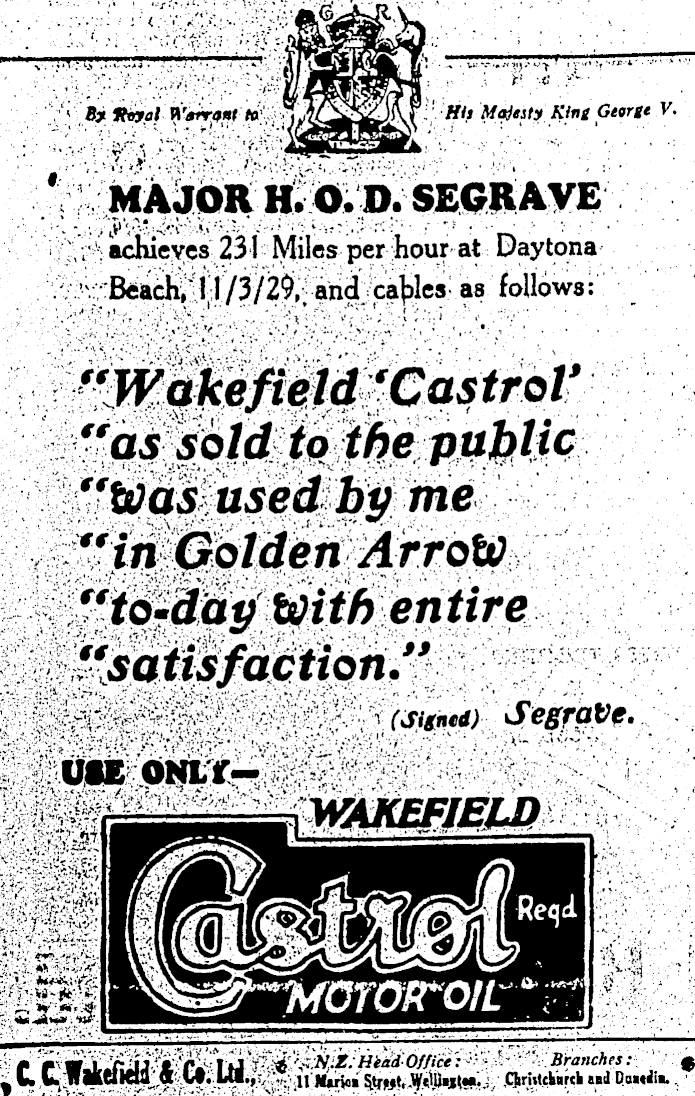 G R
By Royal Warrant to His Majesty King George V.
MAJOR H. O. D. SEGRAVE
achieves 231 Miles per hour at Daytona
Beach, 11/3/29, and cables as follows:
"Wakefield 'Castrol'
"as sold to the public
"was used by me
"in Golden Arrow
"to-day with entire
"satisfaction."
(Signed) Segrave.
USE ONLY—
WAKEFIELD
Castrol Regd
MOTOR OIL
C. C. Wakefield & Co. Ltd.,
N.Z. Head Office:
11 Marion Street, Wellington.
Branches:
Christchurch and Dunedin.